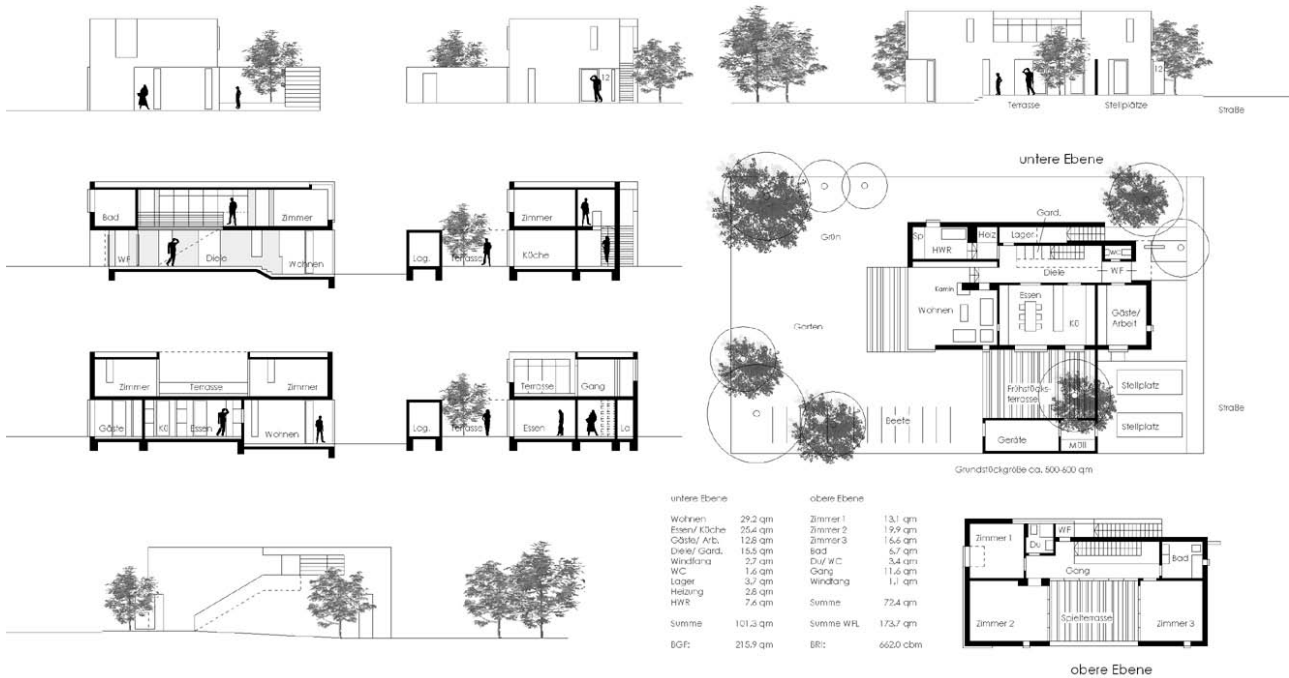 12
12
Terrasse
Stellplätze
Straße
Bad
Zimmer
WF
Diele
Wohnen
Zimmer
Lag.
Terrasse
Küche
Zimmer
Terrasse
Zimmer
Gäste
Kü
Essen
Wohnen
Terrasse
Gang
Lag.
Terrasse
Essen
La
untere Ebene
Grün
Gard.
Sp
HWR
Heiz
Lager
WC
Diele
WF
Kamin
Wohnen
Essen
Kü
Gäste/
Arbeit
Garten
Frühstücks-
terrasse
Stellplatz
Straße
Beete
Stellplatz
Geräte
Müll
Grundstückgröße ca. 500-600 qm
untere Ebene
Wohnen 29.2 qm
Essen/ Küche 25.4 qm
Gäste/ Arb. 12.8 qm
Diele/ Gard. 15.5 qm
Windfang 2.7 qm
WC 1.6 qm
Lager 3.7 qm
Heizung 2.8 qm
HWR 7.6 qm
Summe 101.3 qm
BGF: 215.9 qm
obere Ebene
Zimmer 1 13.1 qm
Zimmer 2 19.9 qm
Zimmer 3 16.6 qm
Bad 6.7 qm
Du/ WC 3.4 qm
Gang 11.6 qm
Windfang 1.1 qm
Summe 72.4 qm
Summe WFL 173.7 qm
BRI: 662.0 cbm
Zimmer 1
Du
WF
Gang
Bad
Zimmer 2
Spielterrasse
Zimmer 3
obere Ebene